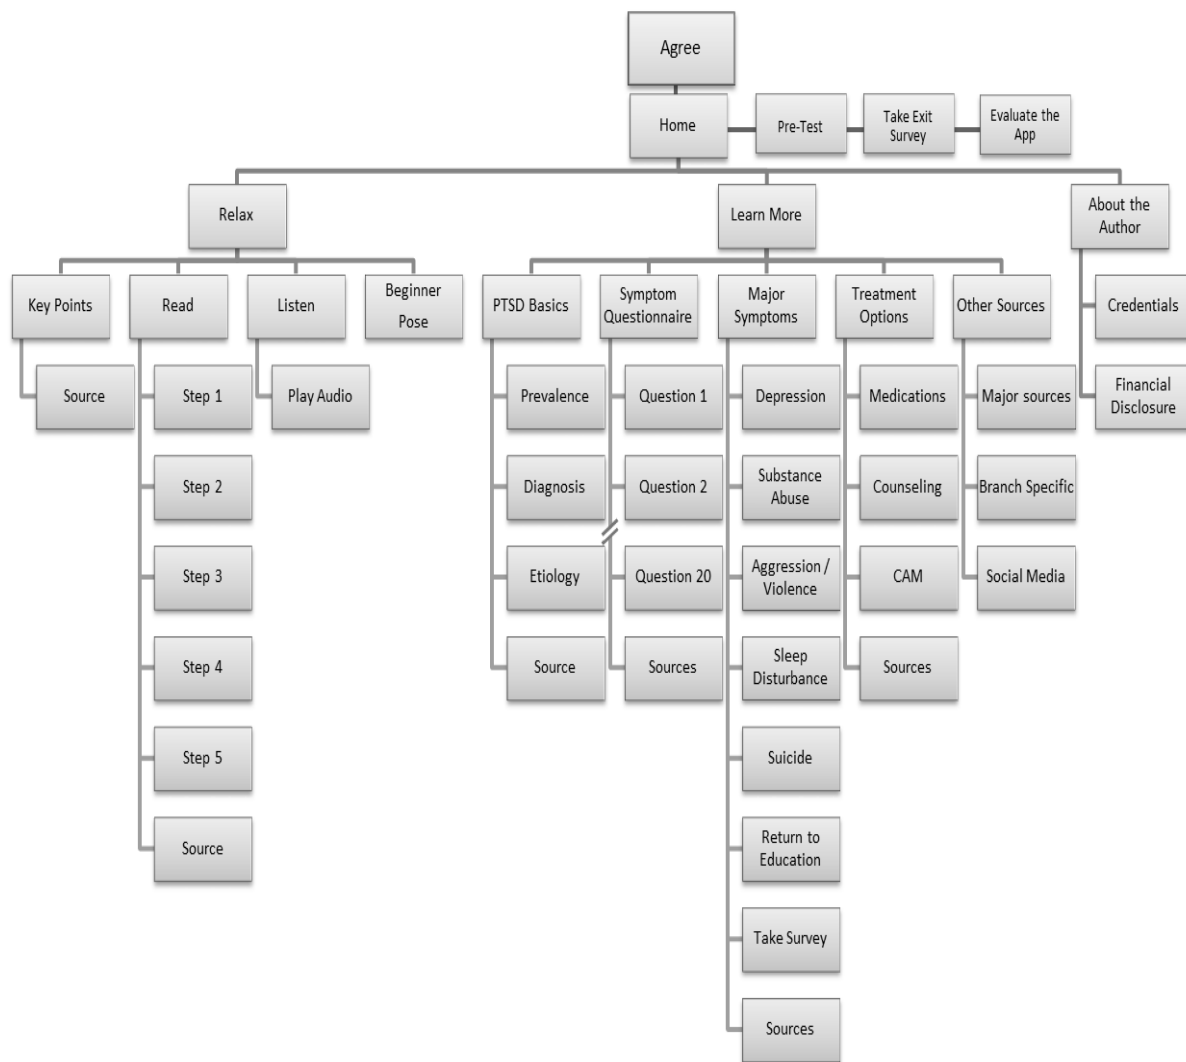 Agree
Home
Pre-Test
Take Exit
Survey
Evaluate the
App
Relax
Learn More
About the
Author
Key Points
Read
Listen
Beginner
Pose
PTSD Basics
Symptom
Questionnaire
Major
Symptoms
Treatment
Options
Other Sources
Credentials
Source
Step 1
Play Audio
Prevalence
Question 1
Depression
Medications
Major sources
Financial
Disclosure
Step 2
Diagnosis
Question 2
Substance
Abuse
Counseling
Branch Specific
Step 3
Etiology
Question 20
Aggression /
Violence
CAM
Social Media
Step 4
Source
Sources
Sleep
Disturbance
Sources
Step 5
Suicide
Source
Return to
Education
Take Survey
Sources